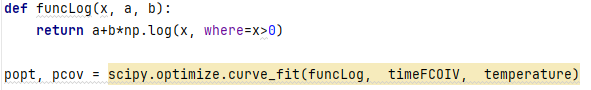 def funcLog(x, a, b):
    return a+b*np.log(x, where=x>0)
popt, pcov = scipy.optimize.curve_fit(funcLog,  timeFCOIV,  temperature)